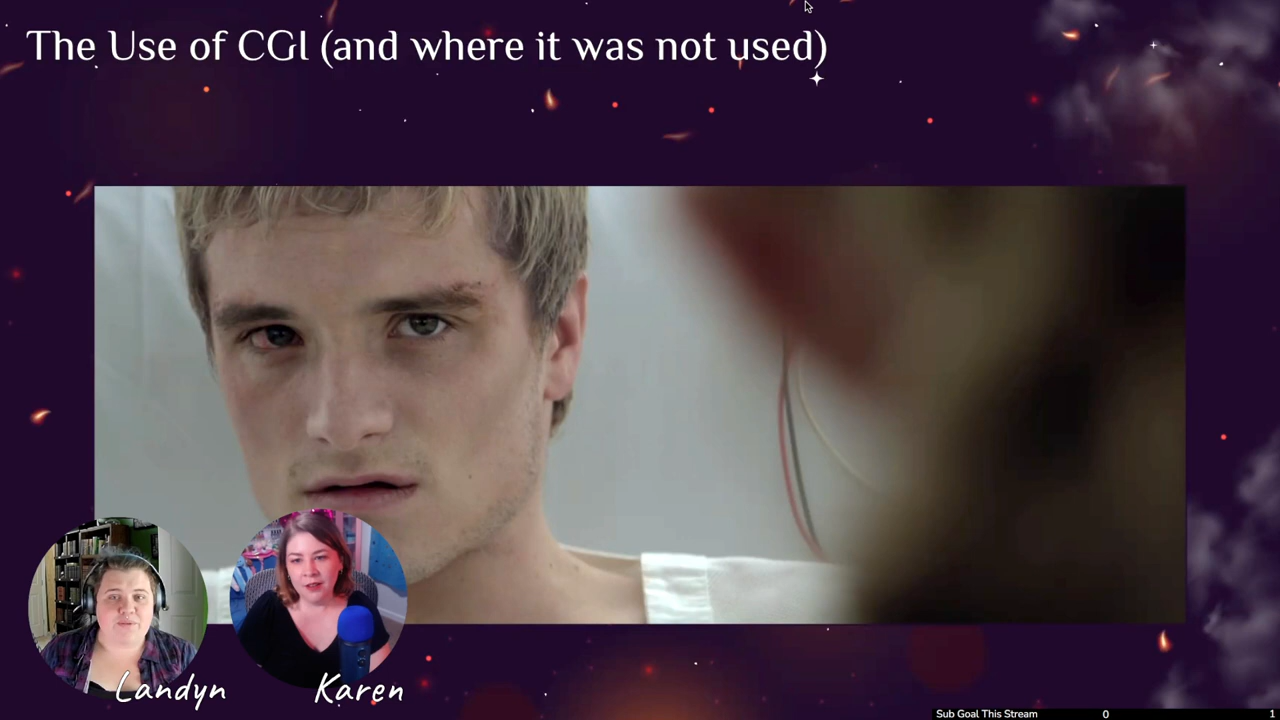 The Use of CGI (and where it was not used)
Landyn
Karen
Sub Goal This Stream 0 1